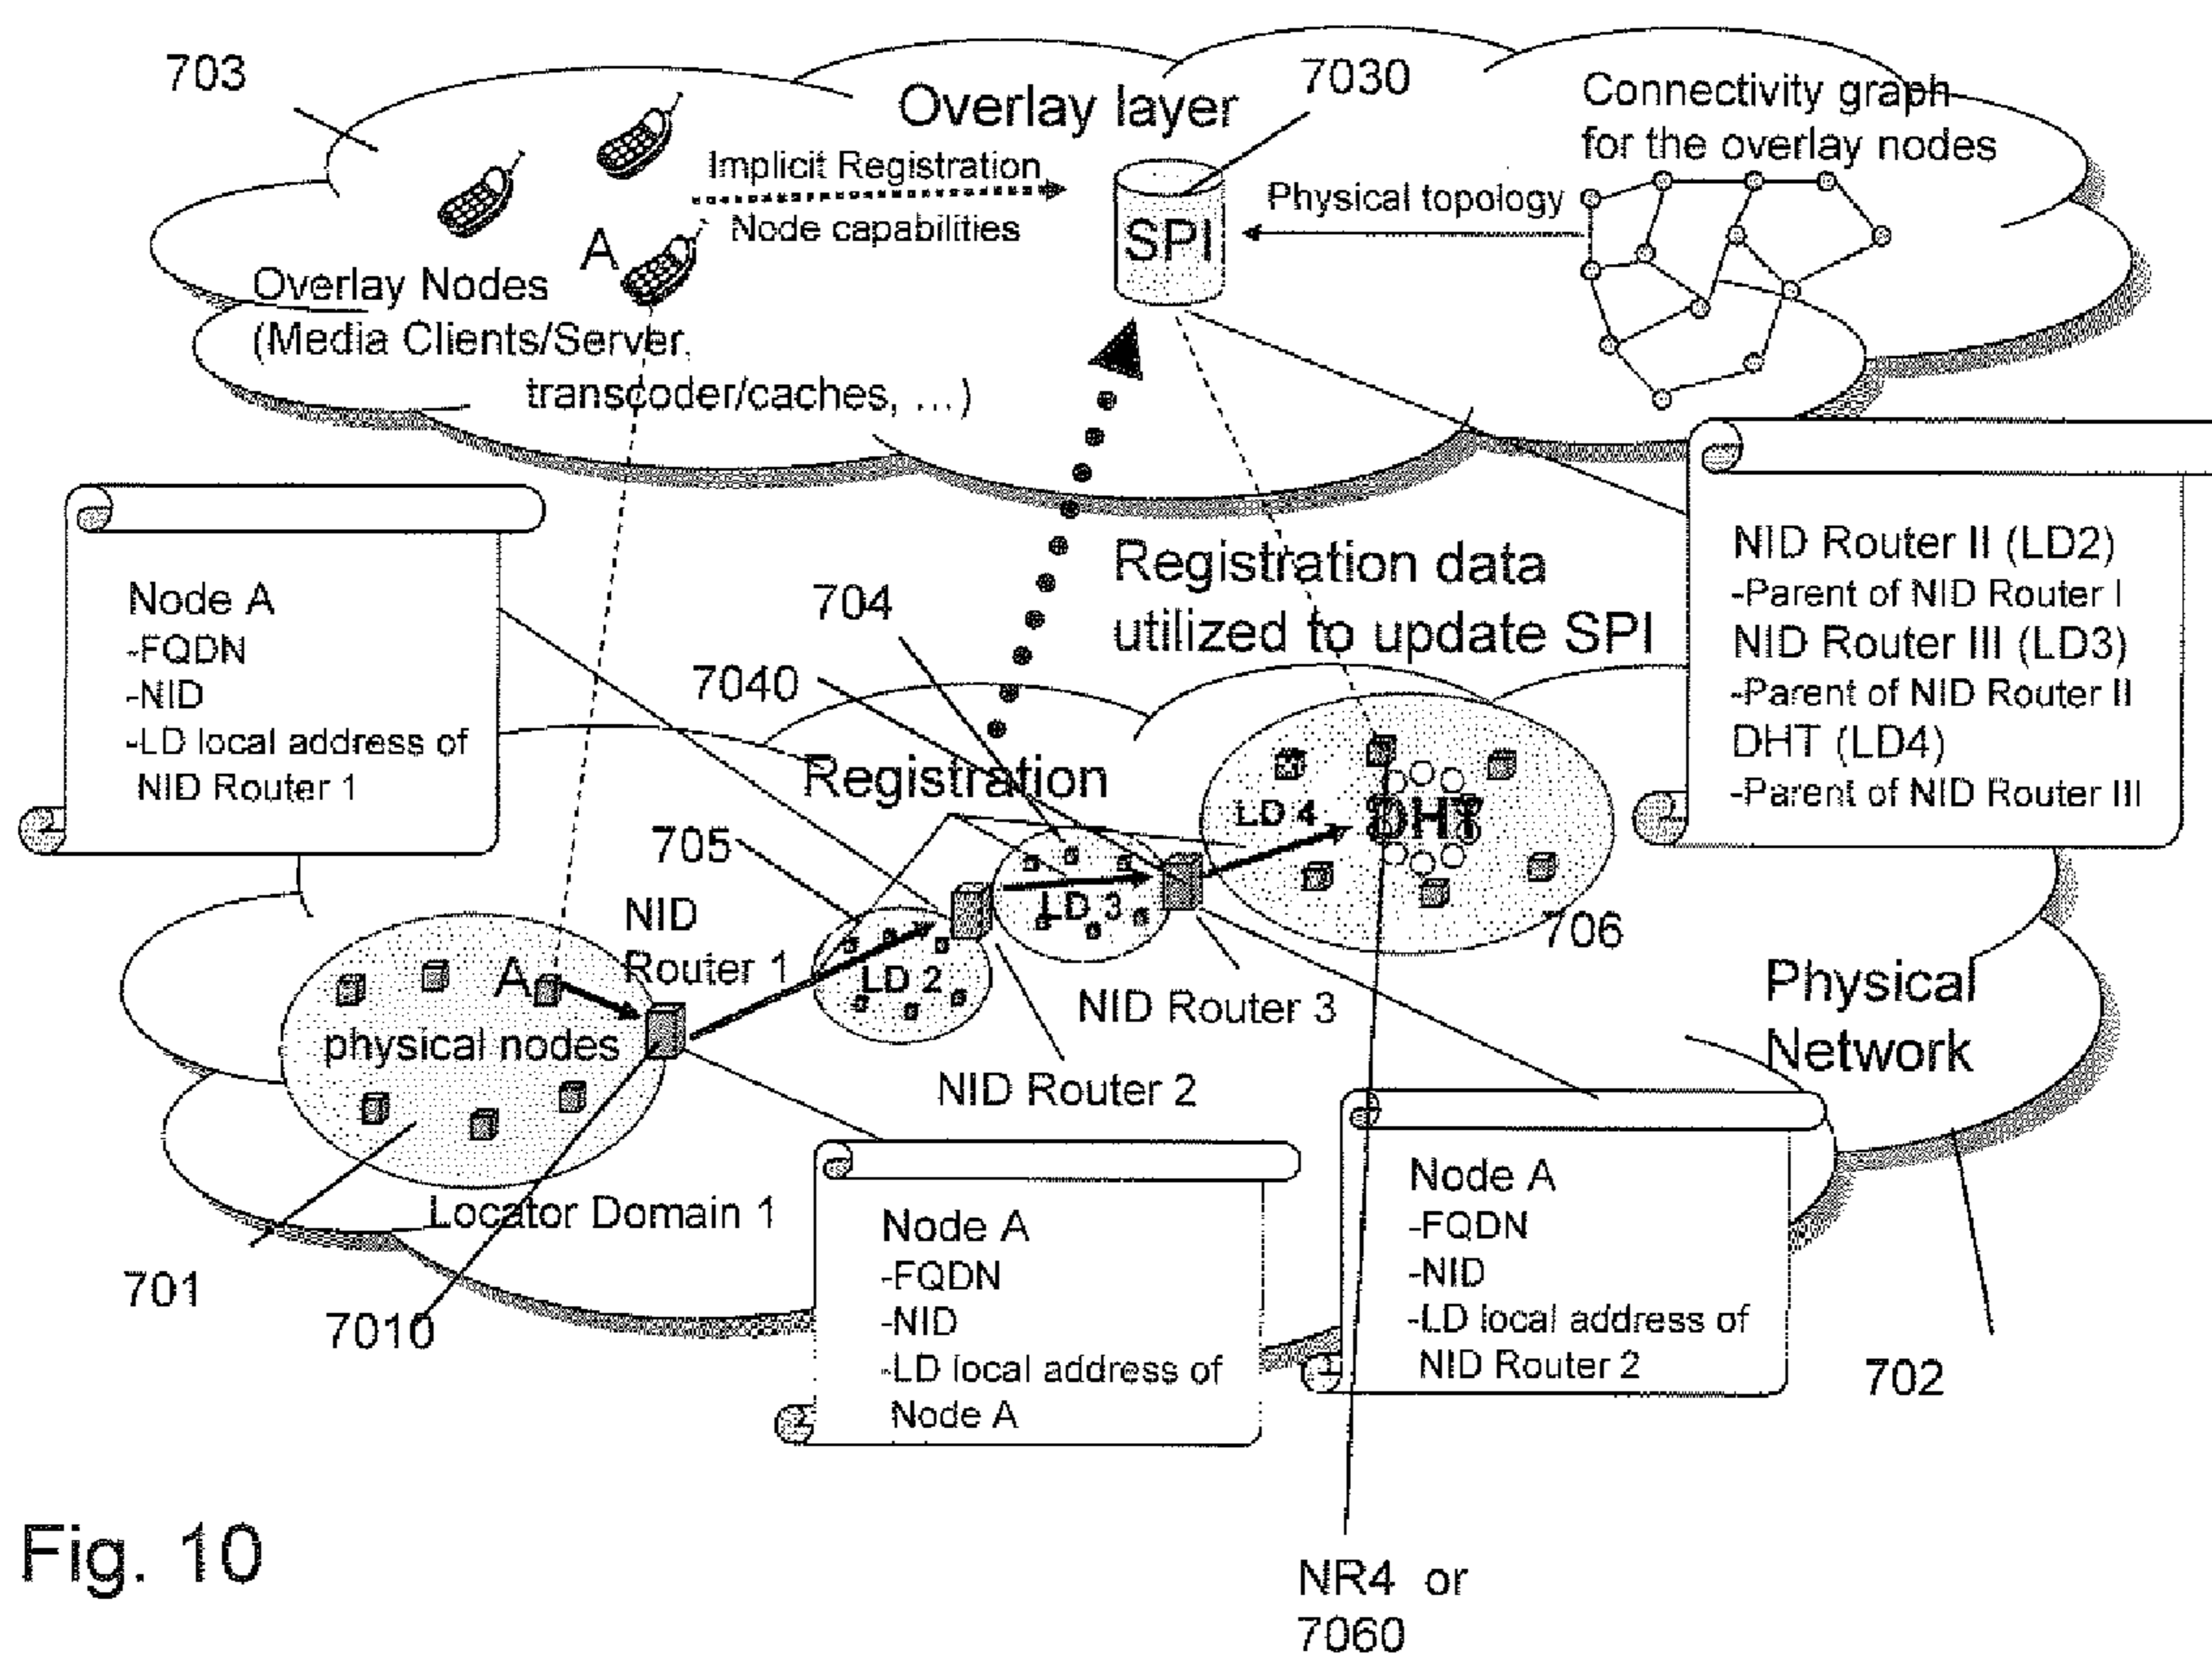 703
Overlay layer
7030
Connectivity graph
for the overlay nodes
Implicit Registration
Node capabilities
SPI
Physical topology
A
Overlay Nodes
(Media Clients/Server,
transcoder/caches, ...)
Node A
-FQDN
-NID
-LD local address of
NID Router 1
704
7040
Registration data
utilized to update SPI
NID Router II (LD2)
-Parent of NID Router I
NID Router III (LD3)
-Parent of NID Router II
DHT (LD4)
-Parent of NID Router III
Registration
705
LD 4
DHT
NID
Router 1
LD 3
LD 2
706
A
physical nodes
NID Router 3
NID Router 2
Physical
Network
Locator Domain 1
701
7010
Node A
-FQDN
-NID
-LD local address of
Node A
Node A
-FQDN
-NID
-LD local address of
NID Router 2
702
Fig. 10
NR4 or
7060